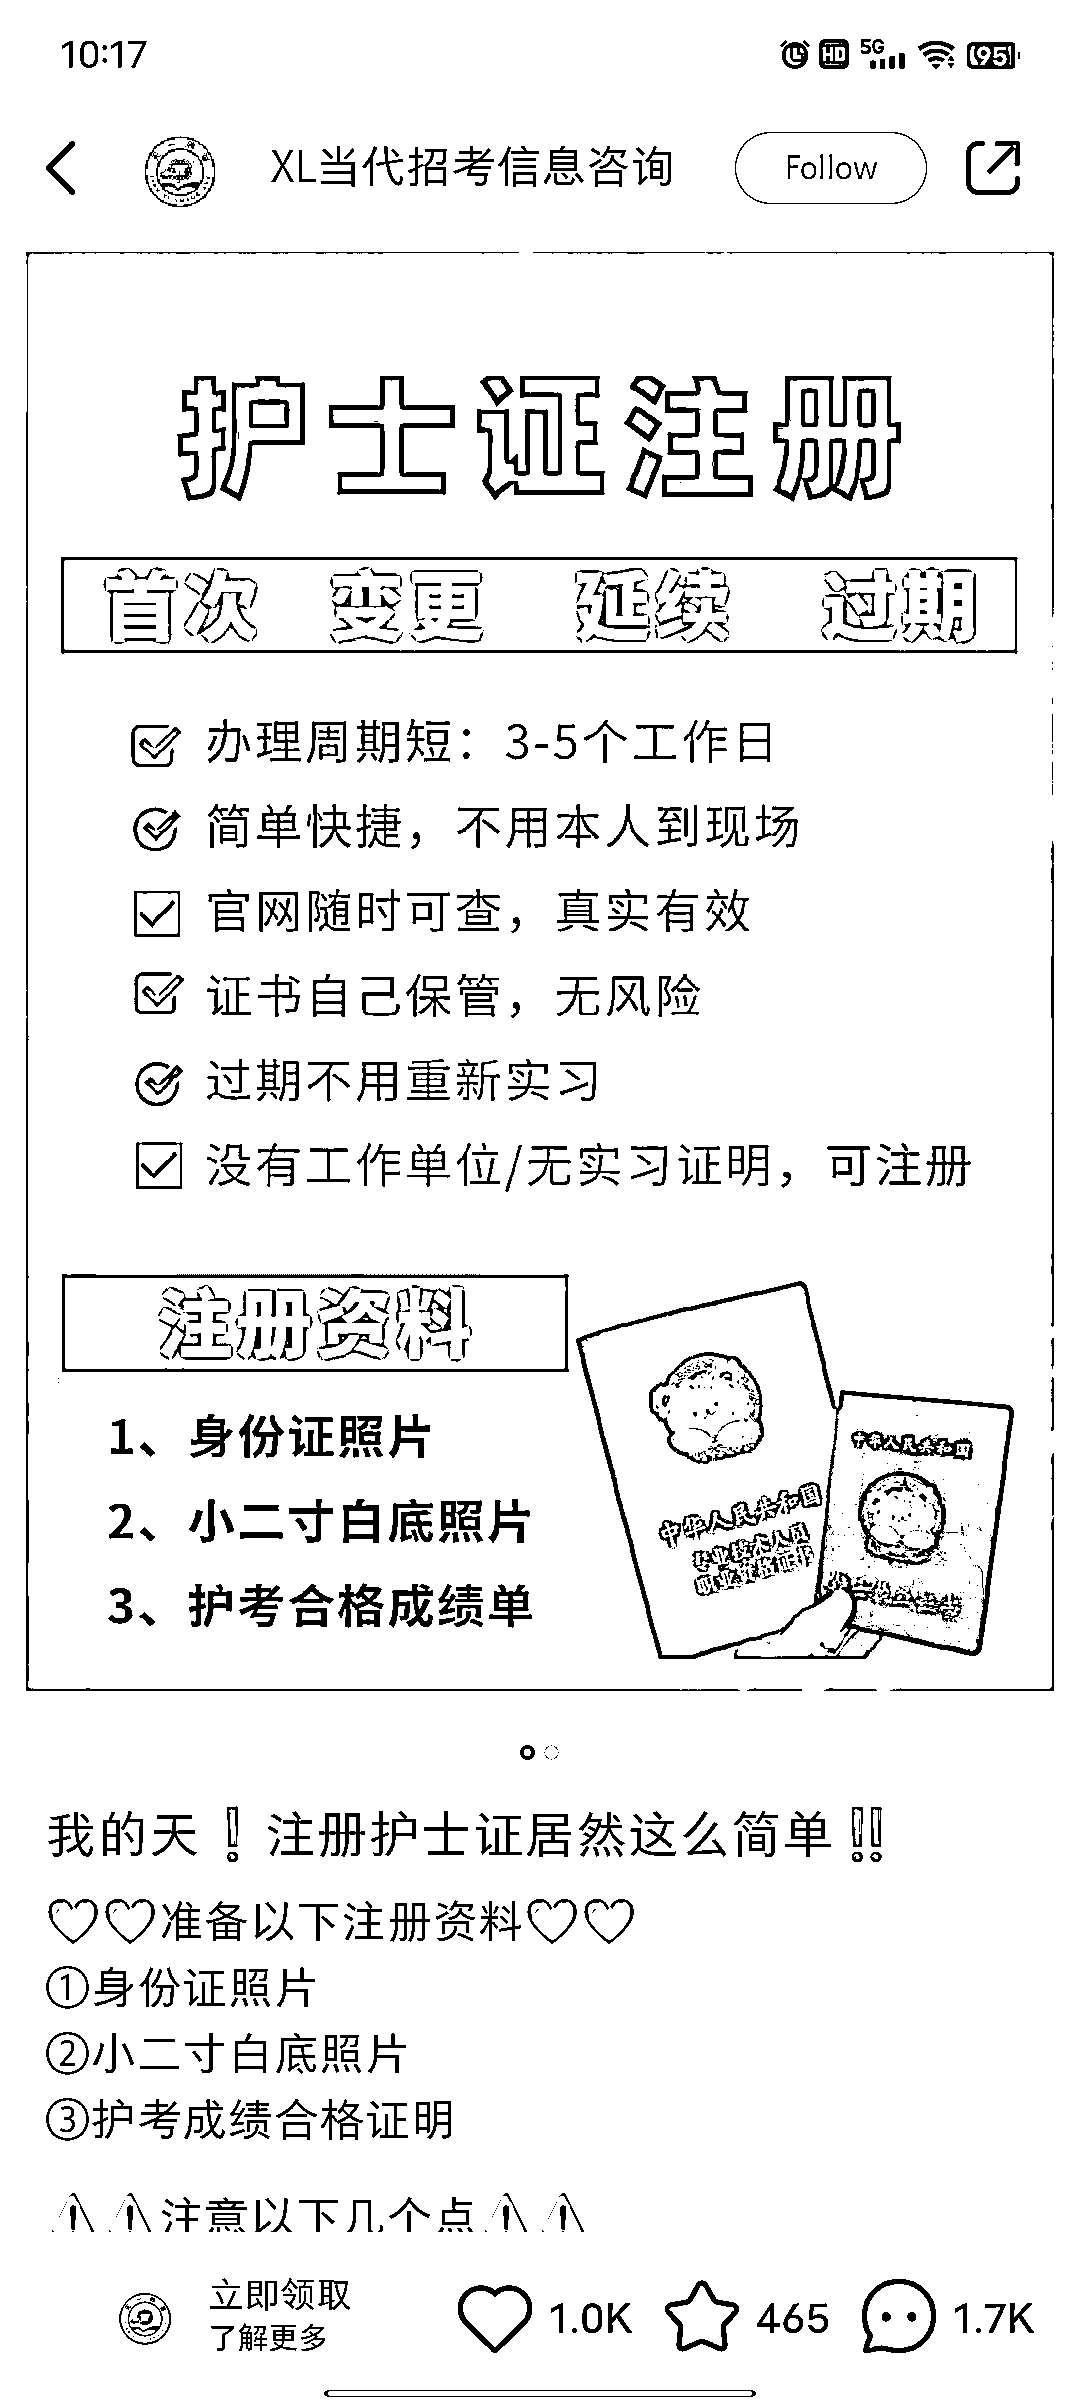 10:17
HD 5G 95
XL当代招考信息咨询
Follow
护士证注册
首次 变更 延续 过期
办理周期短：3-5个工作日
简单快捷，不用本人到现场
官网随时可查，真实有效
证书自己保管，无风险
过期不用重新实习
没有工作单位/无实习证明，可注册
注册资料
1、身份证照片
2、小二寸白底照片
3、护考合格成绩单
中华人民共和国
专业技术人员
职业资格证书
中华人民共和国
我的天❗注册护士证居然这么简单‼
♡♡准备以下注册资料♡♡
①身份证照片
②小二寸白底照片
③护考成绩合格证明
⚠⚠注意以下几个点⚠⚠
立即领取
了解更多
1.0K
465
1.7K